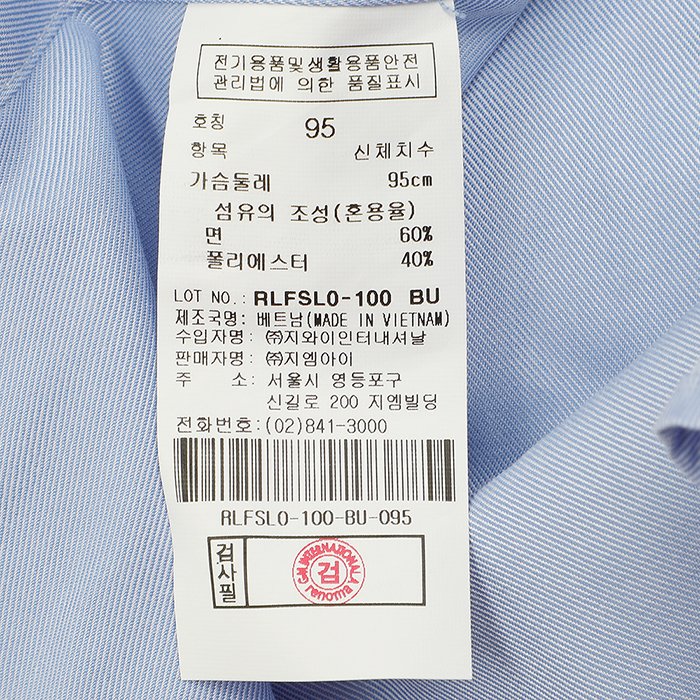 전기용품및생활용품안전
관리법에 의한 품질표시
호칭 95
항목 신체치수
가슴둘레 95cm
섬유의 조성(혼용율)
면 60%
폴리에스터 40%
LOT NO.: RLFSL0-100 BU
제조국명: 베트남(MADE IN VIETNAM)
수입자명: ㈜지와이인터내셔날
판매자명: ㈜지엠아이
주 소: 서울시 영등포구
신길로 200 지엠빌딩
전화번호:(02)841-3000
RLFSL0-100-BU-095
검사필
INTERNATIONAL
검
renoma